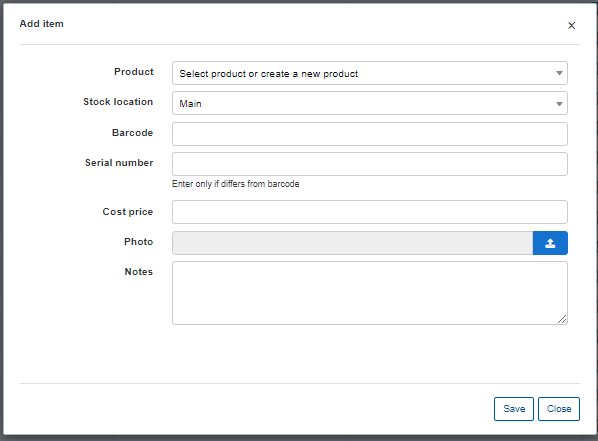 Add item
×
Product
Select product or create a new product
Stock location
Main
Barcode
Serial number
Enter only if differs from barcode
Cost price
Photo
Notes
Save
Close